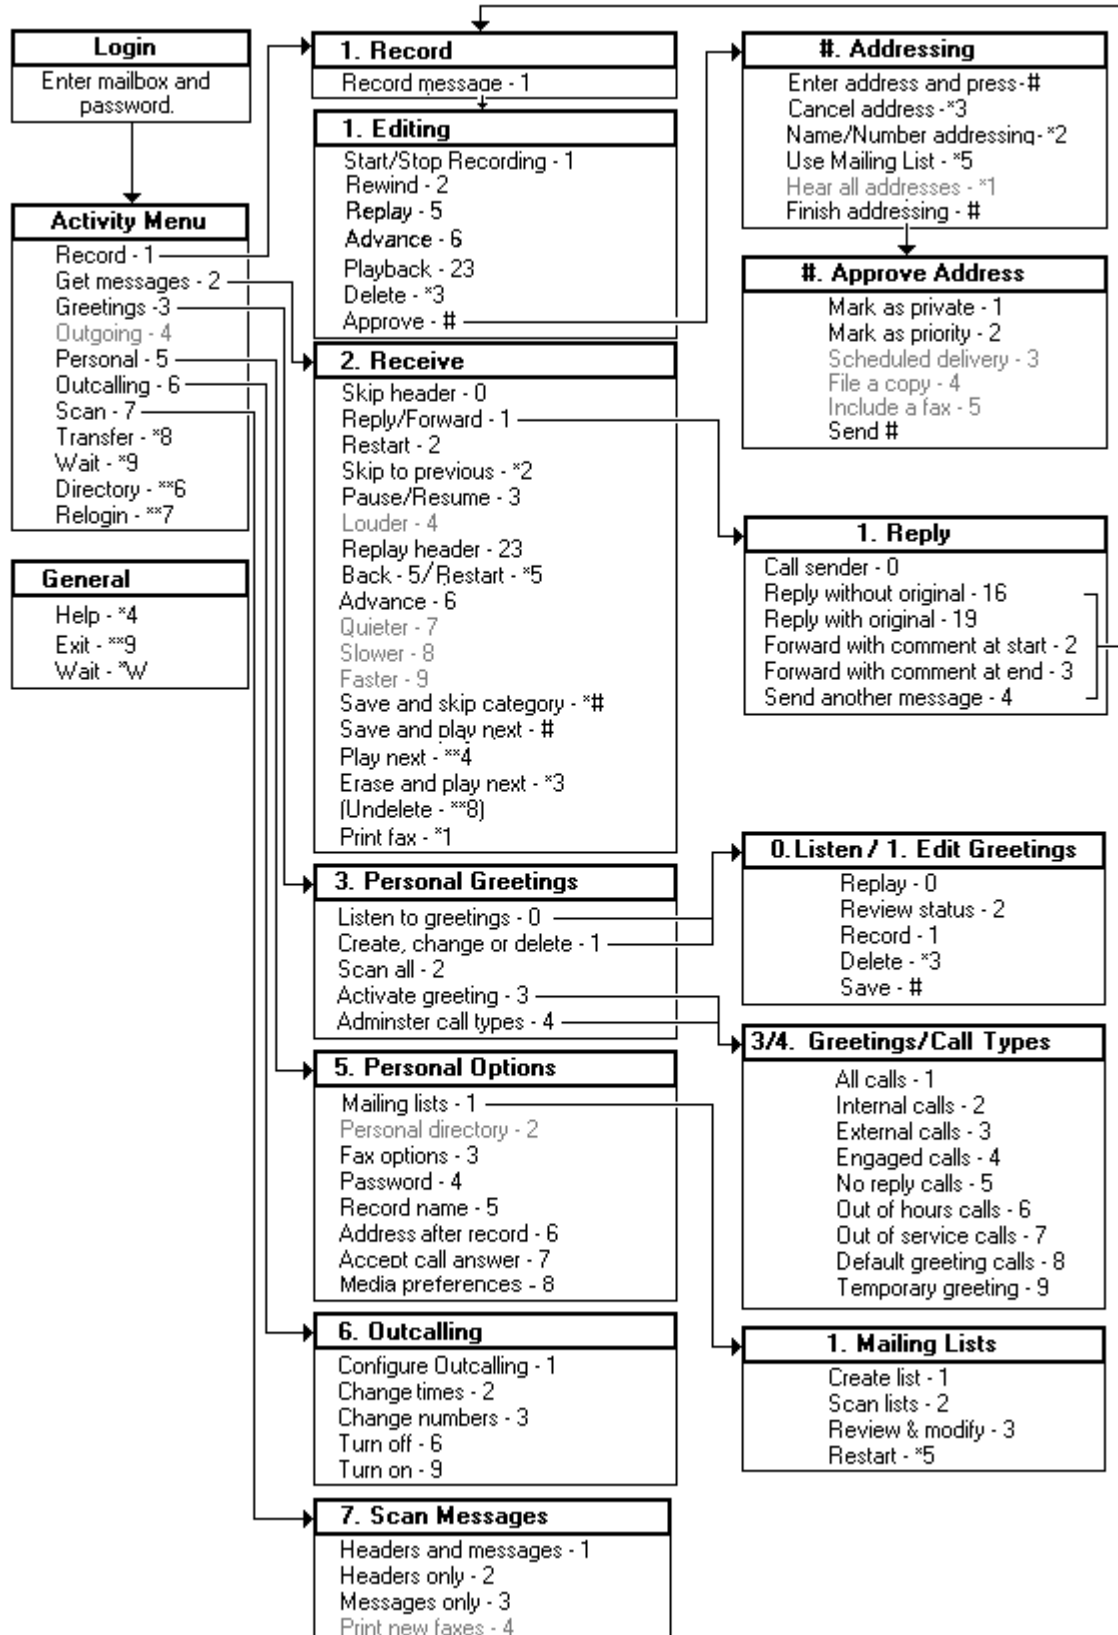 Login
Enter mailbox and
password.
Activity Menu
Record - 1
Get messages - 2
Greetings -3
Outgoing - 4
Personal - 5
Outcalling - 6
Scan - 7
Transfer - *8
Wait - *9
Directory - **6
Relogin - **7
General
Help - *4
Exit - **9
Wait - *W
1. Record
Record message - 1
1. Editing
Start/Stop Recording - 1
Rewind - 2
Replay - 5
Advance - 6
Playback - 23
Delete - *3
Approve - #
2. Receive
Skip header - 0
Reply/Forward - 1
Restart - 2
Skip to previous - *2
Pause/Resume - 3
Louder - 4
Replay header - 23
Back - 5/Restart - *5
Advance - 6
Quieter - 7
Slower - 8
Faster - 9
Save and skip category - *#
Save and play next - #
Play next - **4
Erase and play next - *3
(Undelete - **8)
Print fax - *1
3. Personal Greetings
Listen to greetings - 0
Create, change or delete - 1
Scan all - 2
Activate greeting - 3
Adminster call types - 4
5. Personal Options
Mailing lists - 1
Personal directory - 2
Fax options - 3
Password - 4
Record name - 5
Address after record - 6
Accept call answer - 7
Media preferences - 8
6. Outcalling
Configure Outcalling - 1
Change times - 2
Change numbers - 3
Turn off - 6
Turn on - 9
7. Scan Messages
Headers and messages - 1
Headers only - 2
Messages only - 3
Print new faxes - 4
#. Addressing
Enter address and press- #
Cancel address - *3
Name/Number addressing- *2
Use Mailing List - *5
Hear all addresses - *1
Finish addressing - #
#. Approve Address
Mark as private - 1
Mark as priority - 2
Scheduled delivery - 3
File a copy - 4
Include a fax - 5
Send #
1. Reply
Call sender - 0
Reply without original - 16
Reply with original - 19
Forward with comment at start - 2
Forward with comment at end - 3
Send another message - 4
0.Listen / 1. Edit Greetings
Replay - 0
Review status - 2
Record - 1
Delete - *3
Save - #
3/4. Greetings/Call Types
All calls - 1
Internal calls - 2
External calls - 3
Engaged calls - 4
No reply calls - 5
Out of hours calls - 6
Out of service calls - 7
Default greeting calls - 8
Temporary greeting - 9
1. Mailing Lists
Create list - 1
Scan lists - 2
Review & modify - 3
Restart - *5